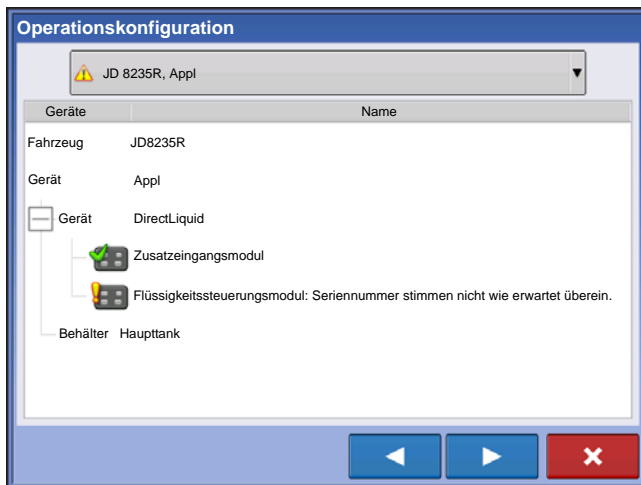 Operationskonfiguration
JD 8235R, Appl
Geräte Name
Fahrzeug JD8235R
Gerät Appl
Gerät DirectLiquid
Zusatzeingangsmodul
Flüssigkeitssteuerungsmodul: Seriennummer stimmen nicht wie erwartet überein.
Behälter Haupttank